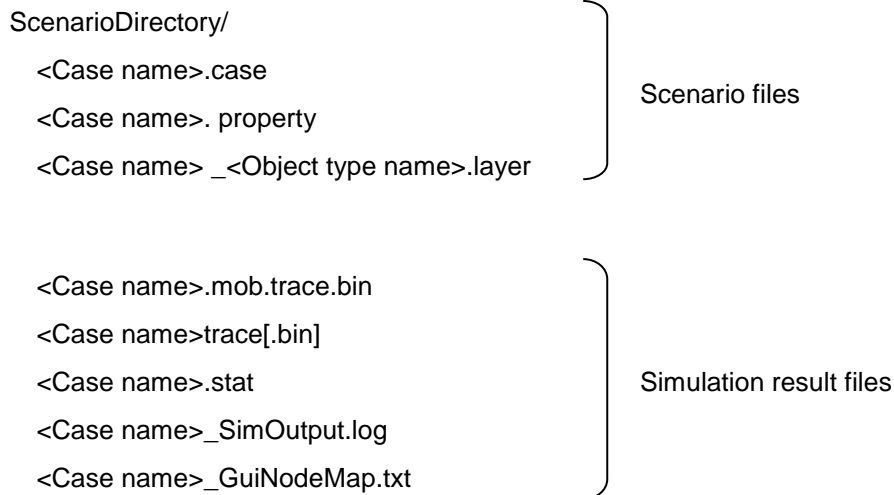 ScenarioDirectory/
<Case name>.case
<Case name>. property
<Case name> _<Object type name>.layer
Scenario files
<Case name>.mob.trace.bin
<Case name>trace[.bin]
<Case name>.stat
<Case name>_SimOutput.log
<Case name>_GuiNodeMap.txt
Simulation result files